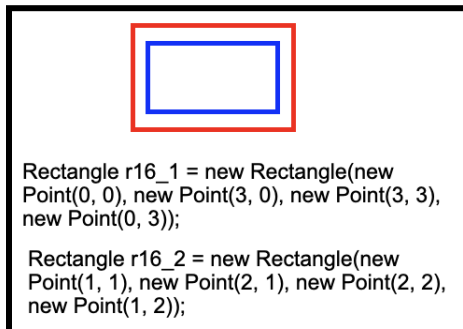 Rectangle r16_1 = new Rectangle(new
Point(0, 0), new Point(3, 0), new Point(3, 3),
new Point(0, 3));
Rectangle r16_2 = new Rectangle(new
Point(1, 1), new Point(2, 1), new Point(2, 2),
new Point(1, 2));